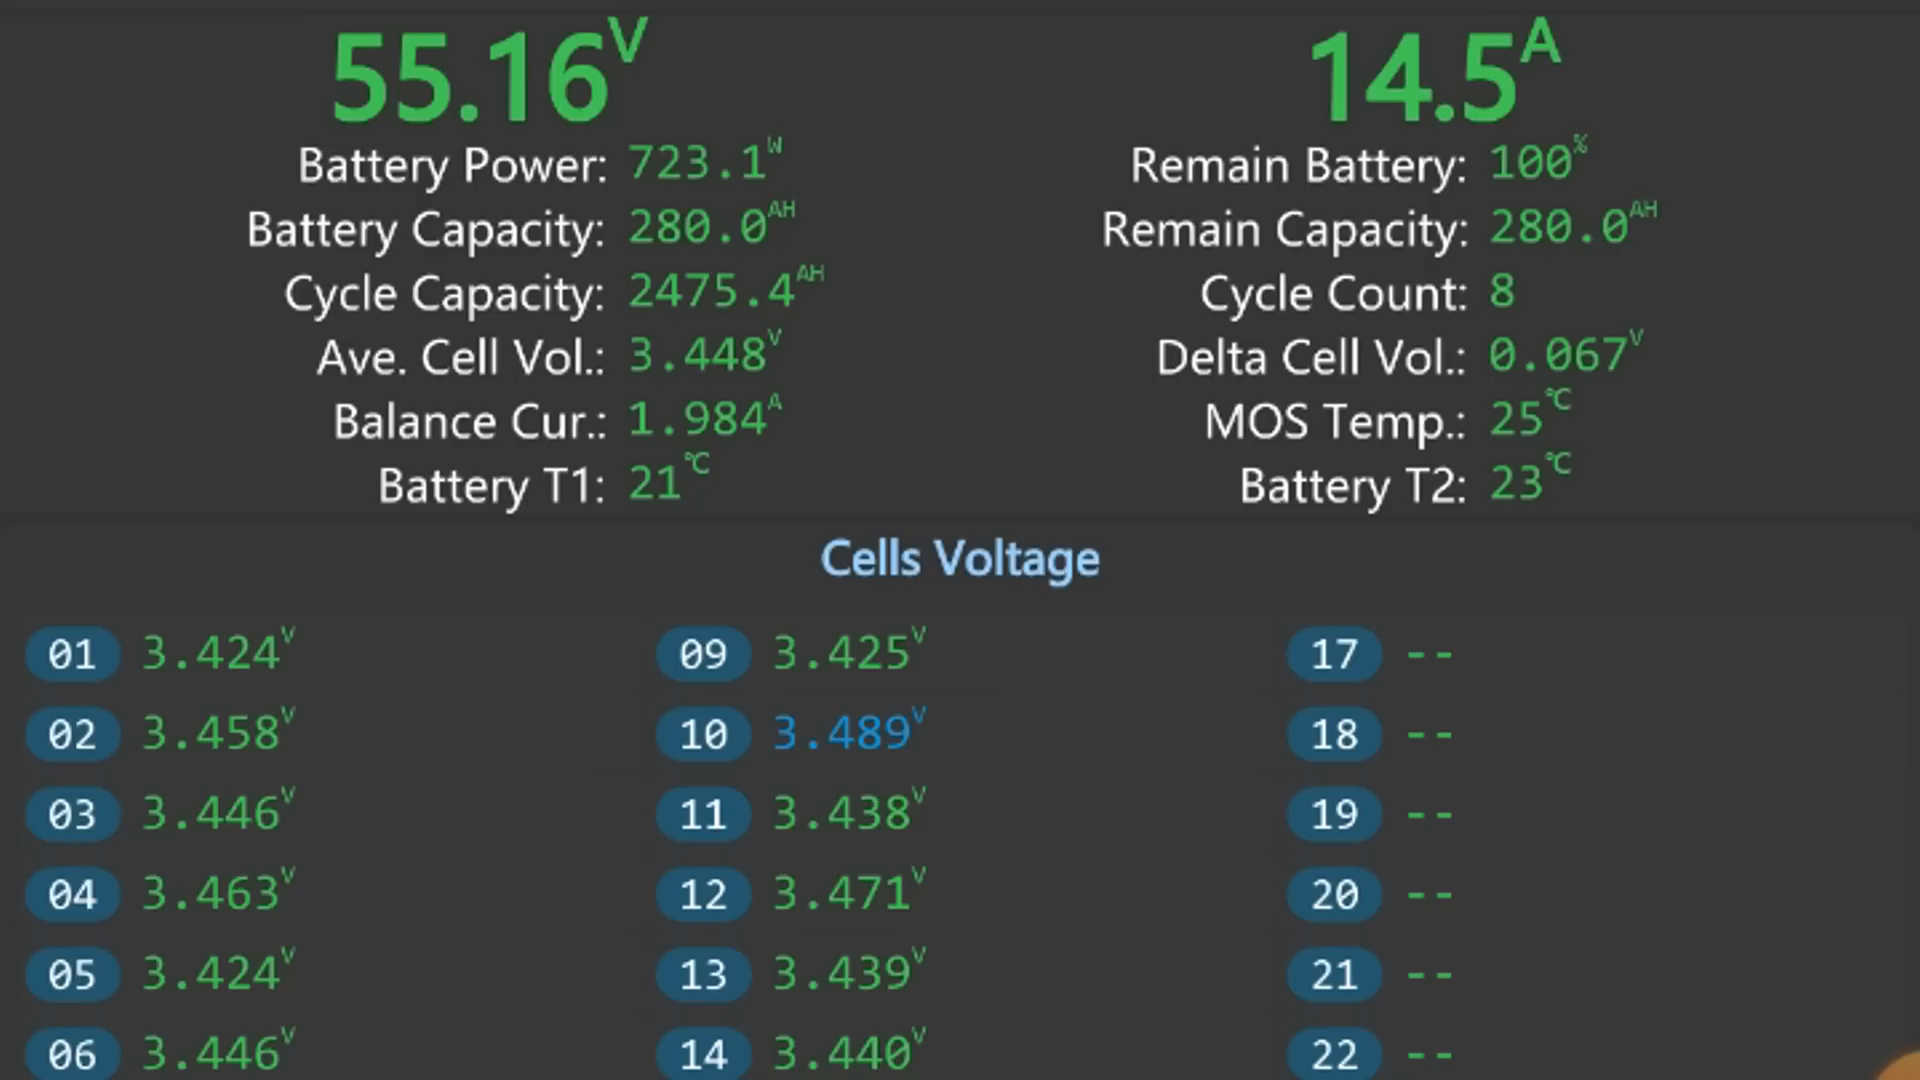 55.16V 14.5A
Battery Power: 723.1W Remain Battery: 100%
Battery Capacity: 280.0AH Remain Capacity: 280.0AH
Cycle Capacity: 2475.4AH Cycle Count: 8
Ave. Cell Vol.: 3.448V Delta Cell Vol.: 0.067V
Balance Cur.: 1.984A MOS Temp.: 25℃
Battery T1: 21℃ Battery T2: 23℃
Cells Voltage
01 3.424V 09 3.425V 17 --
02 3.458V 10 3.489V 18 --
03 3.446V 11 3.438V 19 --
04 3.463V 12 3.471V 20 --
05 3.424V 13 3.439V 21 --
06 3.446V 14 3.440V 22 --